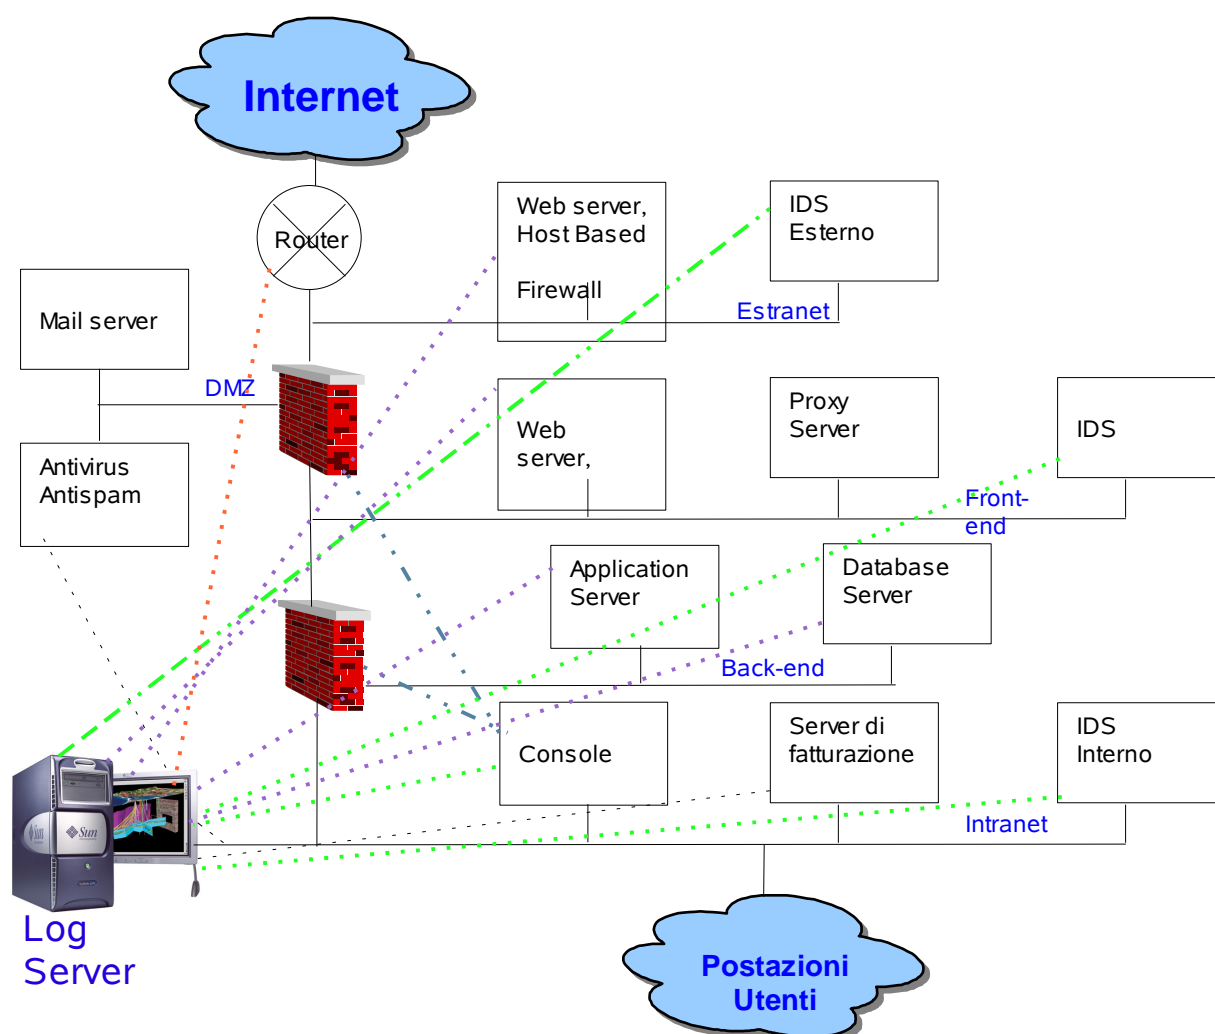 Internet
Router
Web server,
Host Based
Firewall
IDS
Esterno
Estranet
Mail server
DMZ
Antivirus
Antispam
Web
server,
Proxy
Server
IDS
Front-
end
Application
Server
Database
Server
Back-end
Console
Server di
fatturazione
IDS
Interno
Intranet
Sun
Sun
Log
Server
Postazioni
Utenti